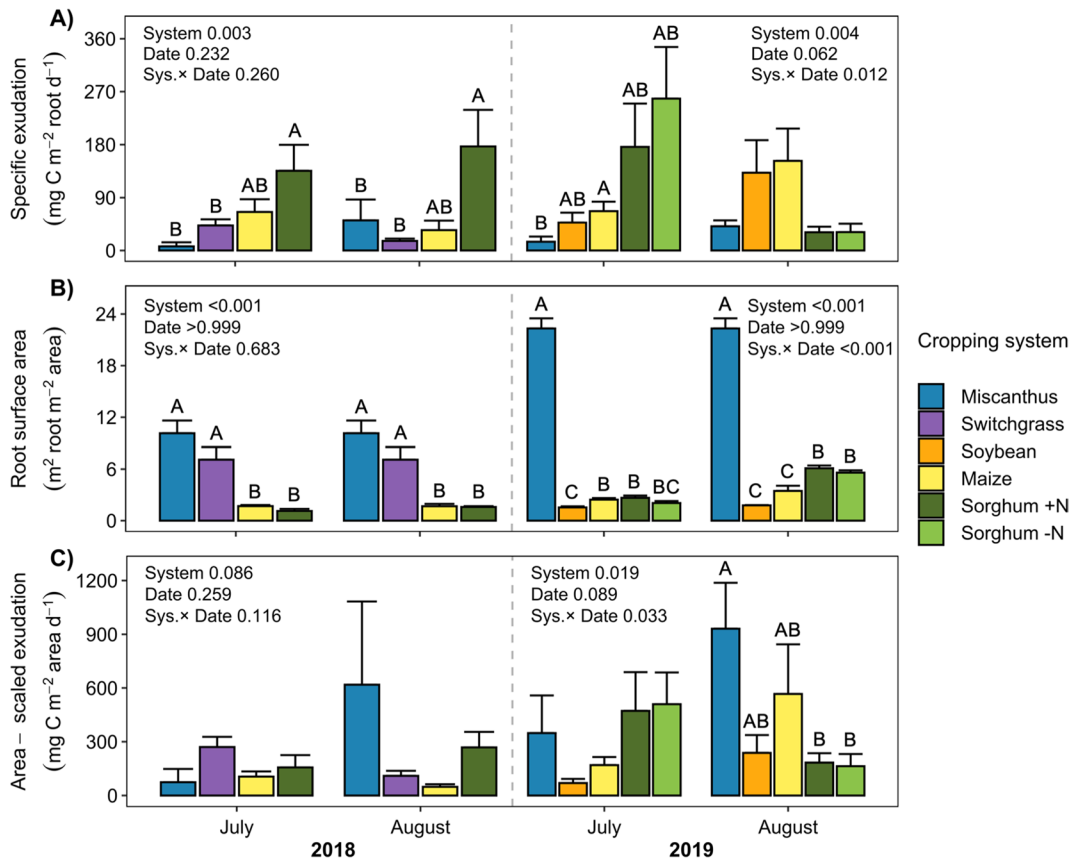 A)
Specific exudation
(mg C m⁻² root d⁻¹)
360
270
180
90
0
System 0.003
Date 0.232
Sys.× Date 0.260
System 0.004
Date 0.062
Sys.× Date 0.012
B
B
AB
A
B
B
AB
A
B
AB
A
AB
AB
B)
Root surface area
(m² root m⁻² area)
24
18
12
6
0
System <0.001
Date >0.999
Sys.× Date 0.683
System <0.001
Date >0.999
Sys.× Date <0.001
A
A
B
B
A
A
B
B
A
C
B
B
BC
A
C
C
B
B
C)
Area – scaled exudation
(mg C m⁻² area d⁻¹)
1200
900
600
300
0
System 0.086
Date 0.259
Sys.× Date 0.116
System 0.019
Date 0.089
Sys.× Date 0.033
A
AB
AB
B
B
July
August
July
August
2018
2019
Cropping system
Miscanthus
Switchgrass
Soybean
Maize
Sorghum +N
Sorghum -N